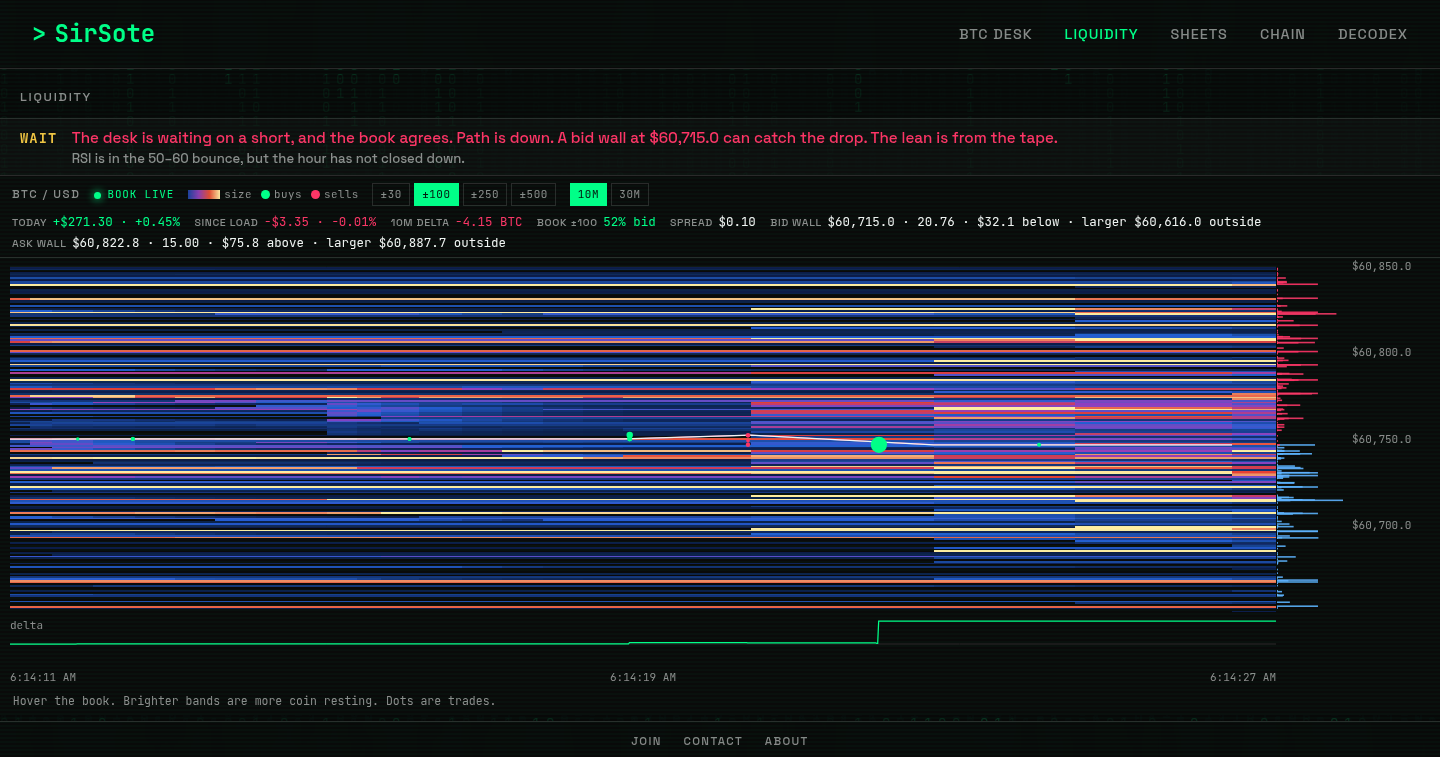 > SirSote
BTC DESK LIQUIDITY SHEETS CHAIN DECODEX
LIQUIDITY
WAIT The desk is waiting on a short, and the book agrees. Path is down. A bid wall at $60,715.0 can catch the drop. The lean is from the tape.
RSI is in the 50–60 bounce, but the hour has not closed down.
BTC / USD BOOK LIVE size buys sells ±30 ±100 ±250 ±500 10M 30M
TODAY +$271.30 · +0.45% SINCE LOAD -$3.35 · -0.01% 10M DELTA -4.15 BTC BOOK ±100 52% bid SPREAD $0.10 BID WALL $60,715.0 · 20.76 · $32.1 below · larger $60,616.0 outside
ASK WALL $60,822.8 · 15.00 · $75.8 above · larger $60,887.7 outside
$60,850.0
$60,800.0
$60,750.0
$60,700.0
delta
6:14:11 AM 6:14:19 AM 6:14:27 AM
Hover the book. Brighter bands are more coin resting. Dots are trades.
JOIN CONTACT ABOUT